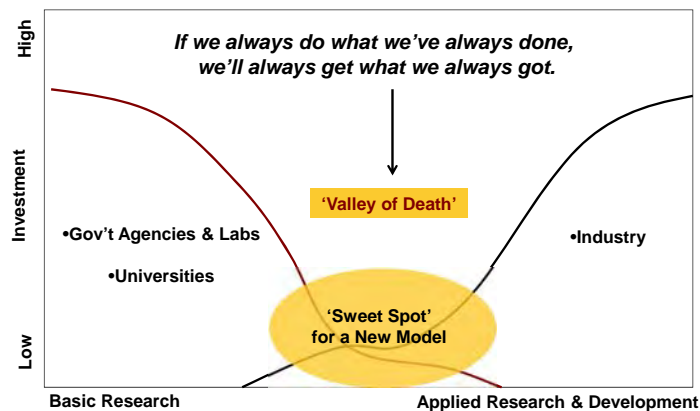 High
If we always do what we've always done,
we'll always get what we always got.
Investment
'Valley of Death'
•Gov't Agencies & Labs
•Universities
•Industry
'Sweet Spot'
for a New Model
Low
Basic Research
Applied Research & Development